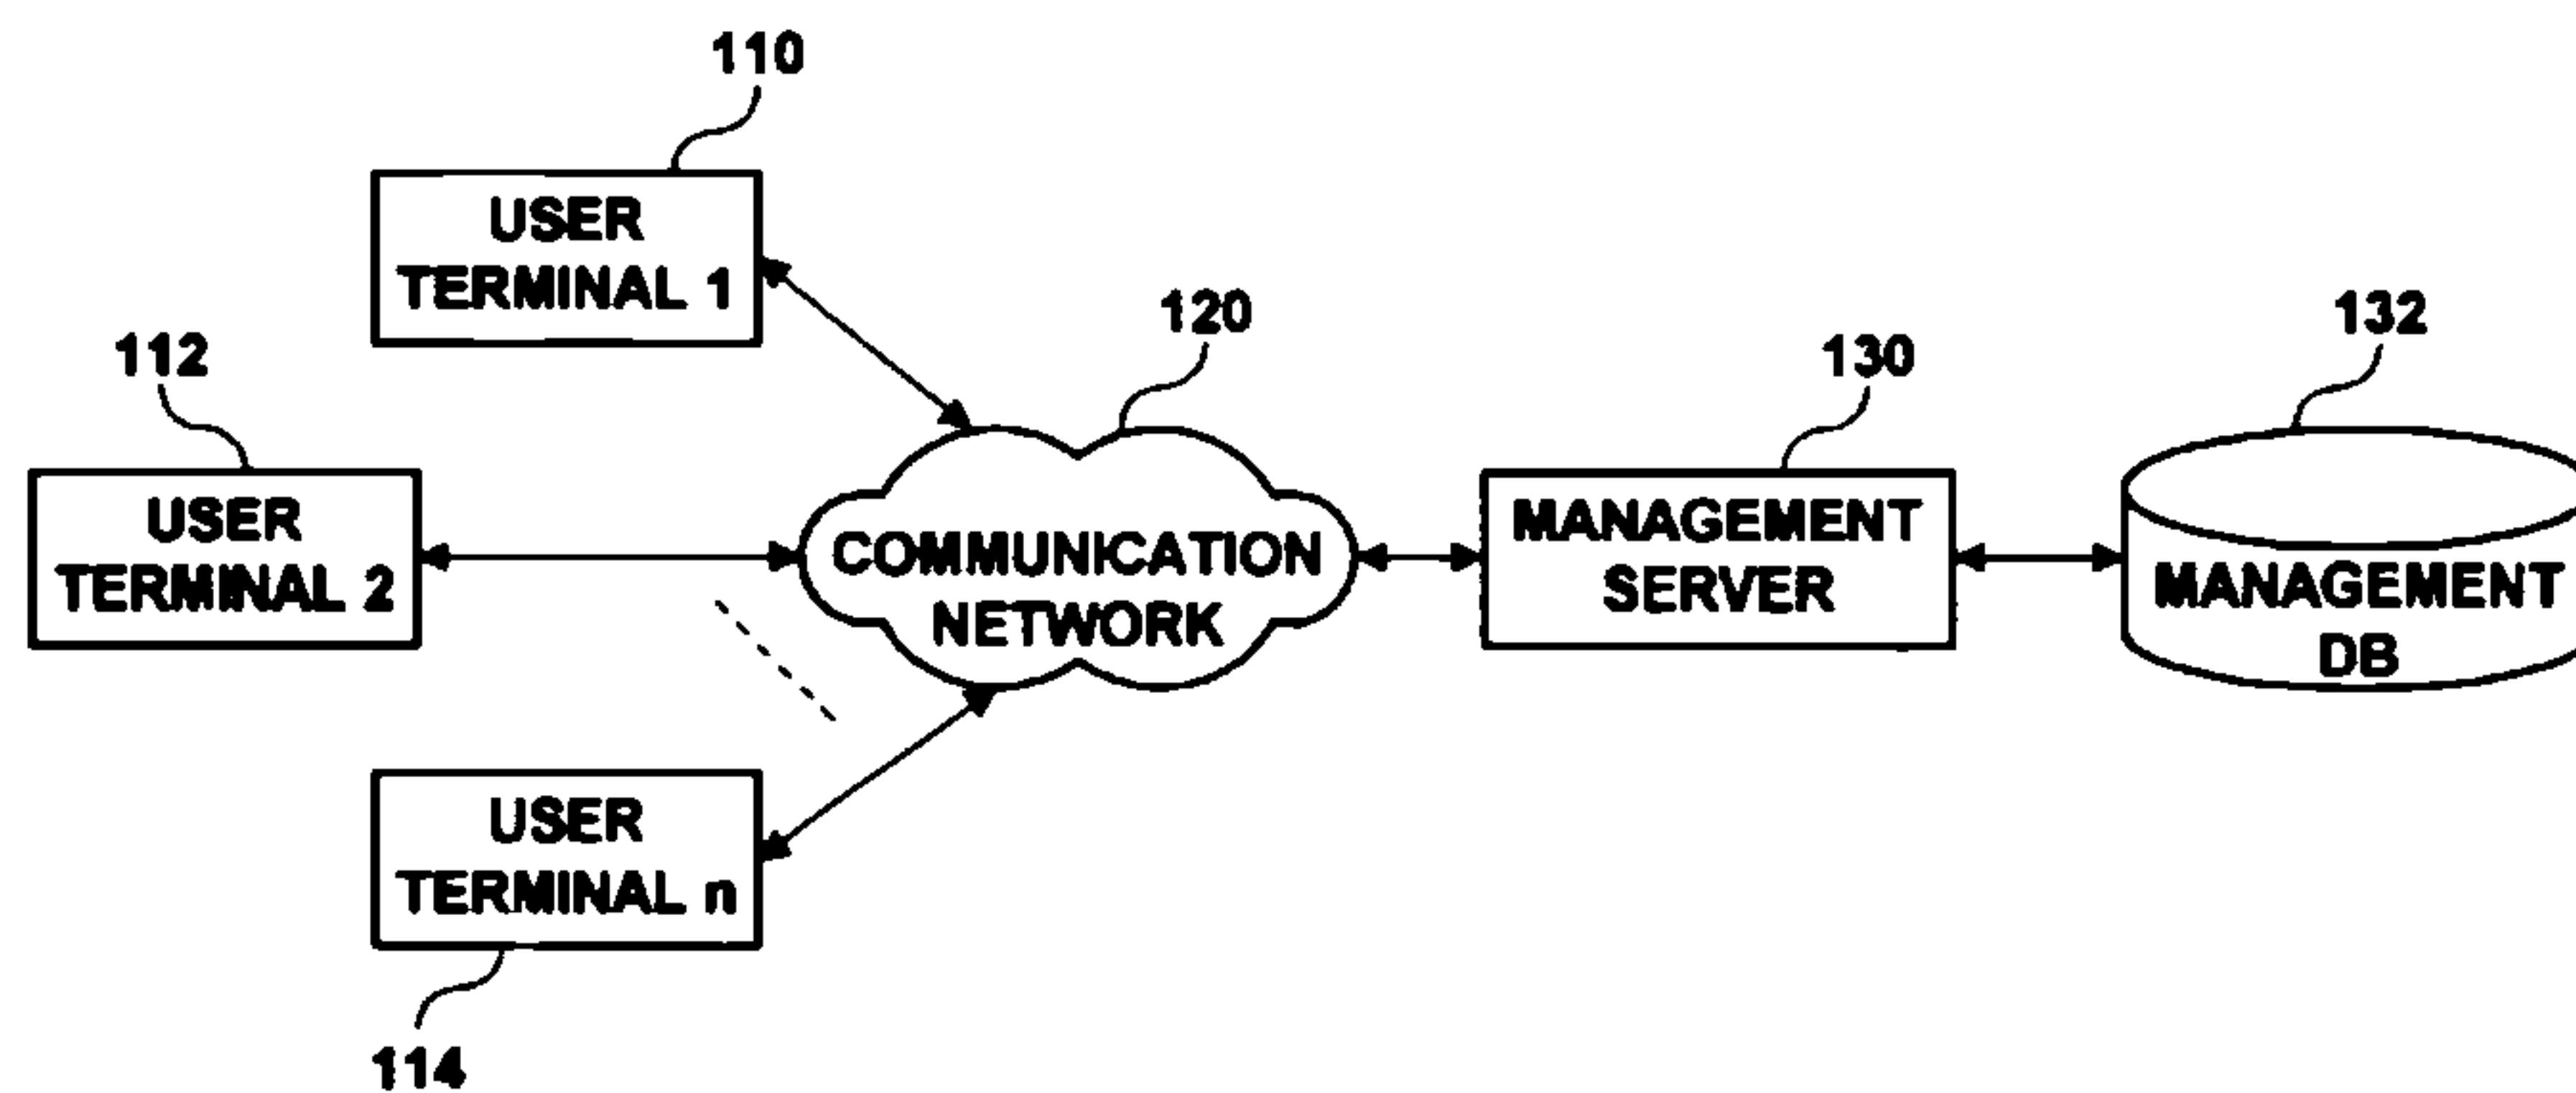 110
USER
TERMINAL 1
112
USER
TERMINAL 2
120
COMMUNICATION
NETWORK
130
MANAGEMENT
SERVER
132
MANAGEMENT
DB
USER
TERMINAL n
114